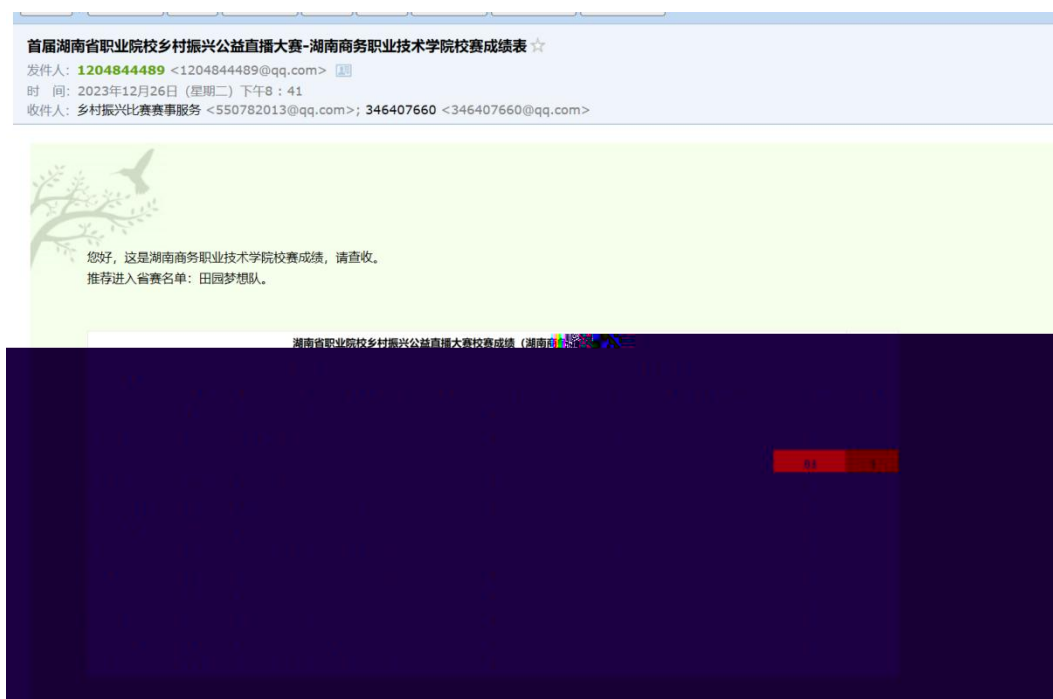 首届湖南省职业院校乡村振兴公益直播大赛-湖南商务职业技术学院校赛成绩表
发件人：1204844489 <1204844489@qq.com>
时 间：2023年12月26日（星期二）下午8：41
收件人：乡村振兴比赛赛事服务 <550782013@qq.com>; 346407660 <346407660@qq.com>
您好，这是湖南商务职业技术学院校赛成绩，请查收。
推荐进入省赛名单：田园梦想队。
湖南省职业院校乡村振兴公益直播大赛校赛成绩（湖南商